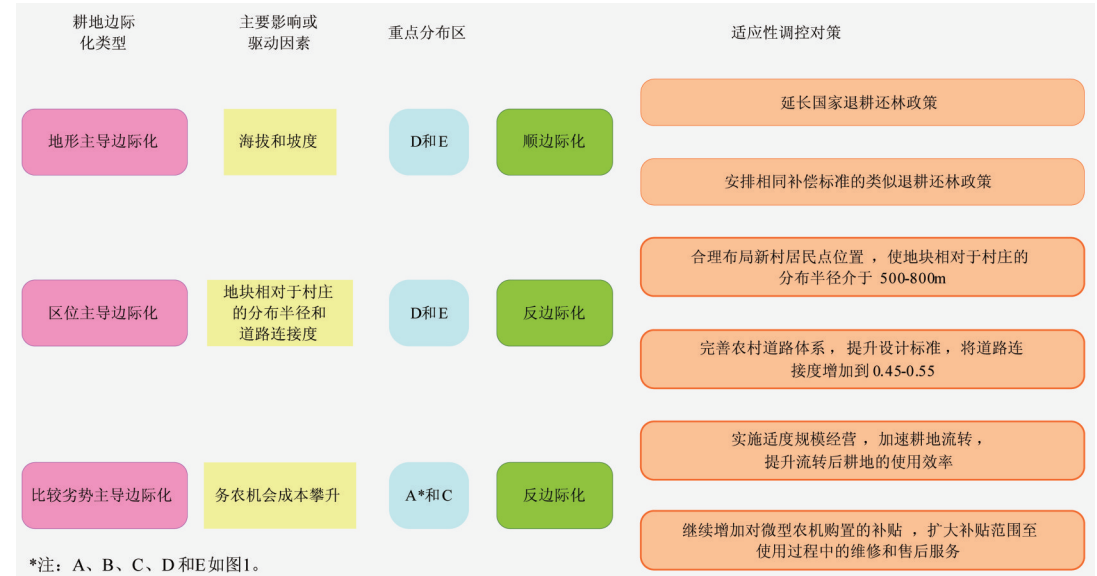 耕地边际
化类型
主要影响或
驱动因素
重点分布区
适应性调控对策
地形主导边际化
海拔和坡度
D和E
顺边际化
延长国家退耕还林政策
安排相同补偿标准的类似退耕还林政策
区位主导边际化
地块相对于村庄
的分布半径和
道路连接度
D和E
反边际化
合理布局新村居民点位置，使地块相对于村庄的
分布半径介于 500-800m
完善农村道路体系，提升设计标准，将道路连
接度增加到 0.45-0.55
比较劣势主导边际化
务农机会成本攀升
A*和C
反边际化
实施适度规模经营，加速耕地流转，
提升流转后耕地的使用效率
继续增加对微型农机购置的补贴，扩大补贴范围至
使用过程中的维修和售后服务
*注：A、B、C、D和E如图1。